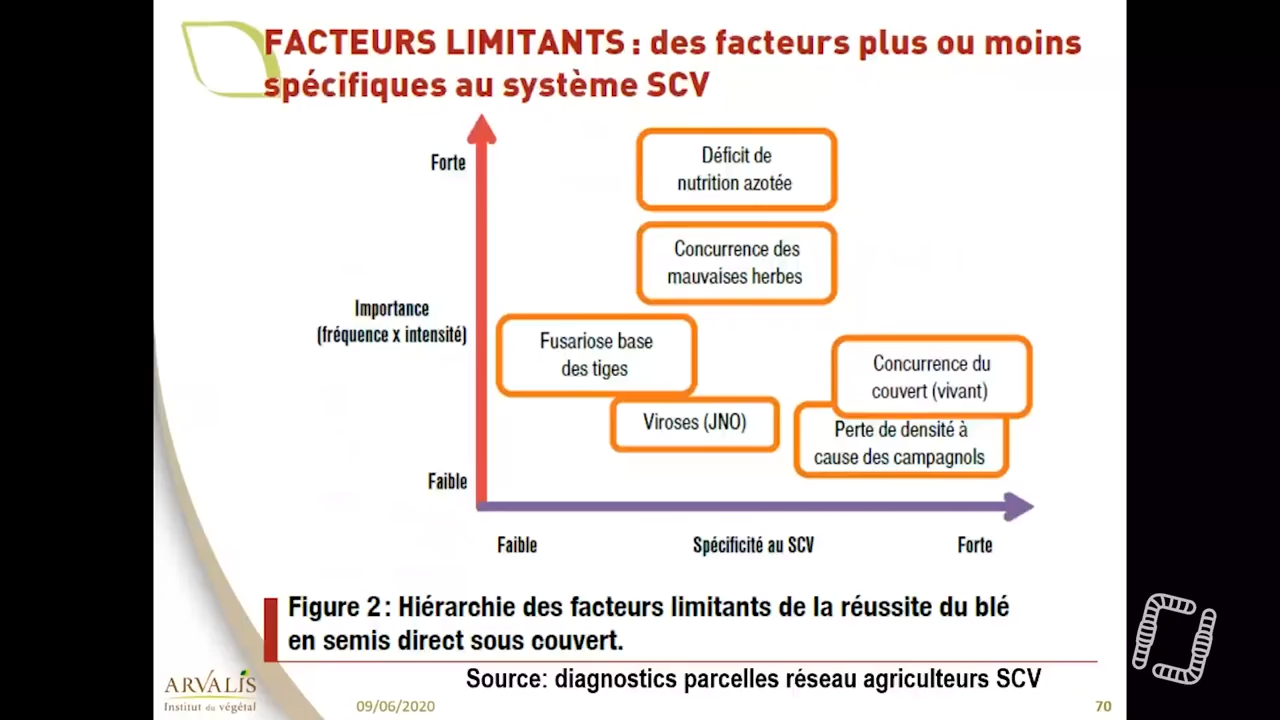 FACTEURS LIMITANTS : des facteurs plus ou moins
spécifiques au système SCV
Forte
Déficit de
nutrition azotée
Concurrence des
mauvaises herbes
Importance
(fréquence x intensité)
Fusariose base
des tiges
Concurrence du
couvert (vivant)
Viroses (JNO)
Perte de densité à
cause des campagnols
Faible
Faible
Spécificité au SCV
Forte
Figure 2 : Hiérarchie des facteurs limitants de la réussite du blé
en semis direct sous couvert.
Source: diagnostics parcelles réseau agriculteurs SCV
ARVALIS
Institut du végétal
09/06/2020
70